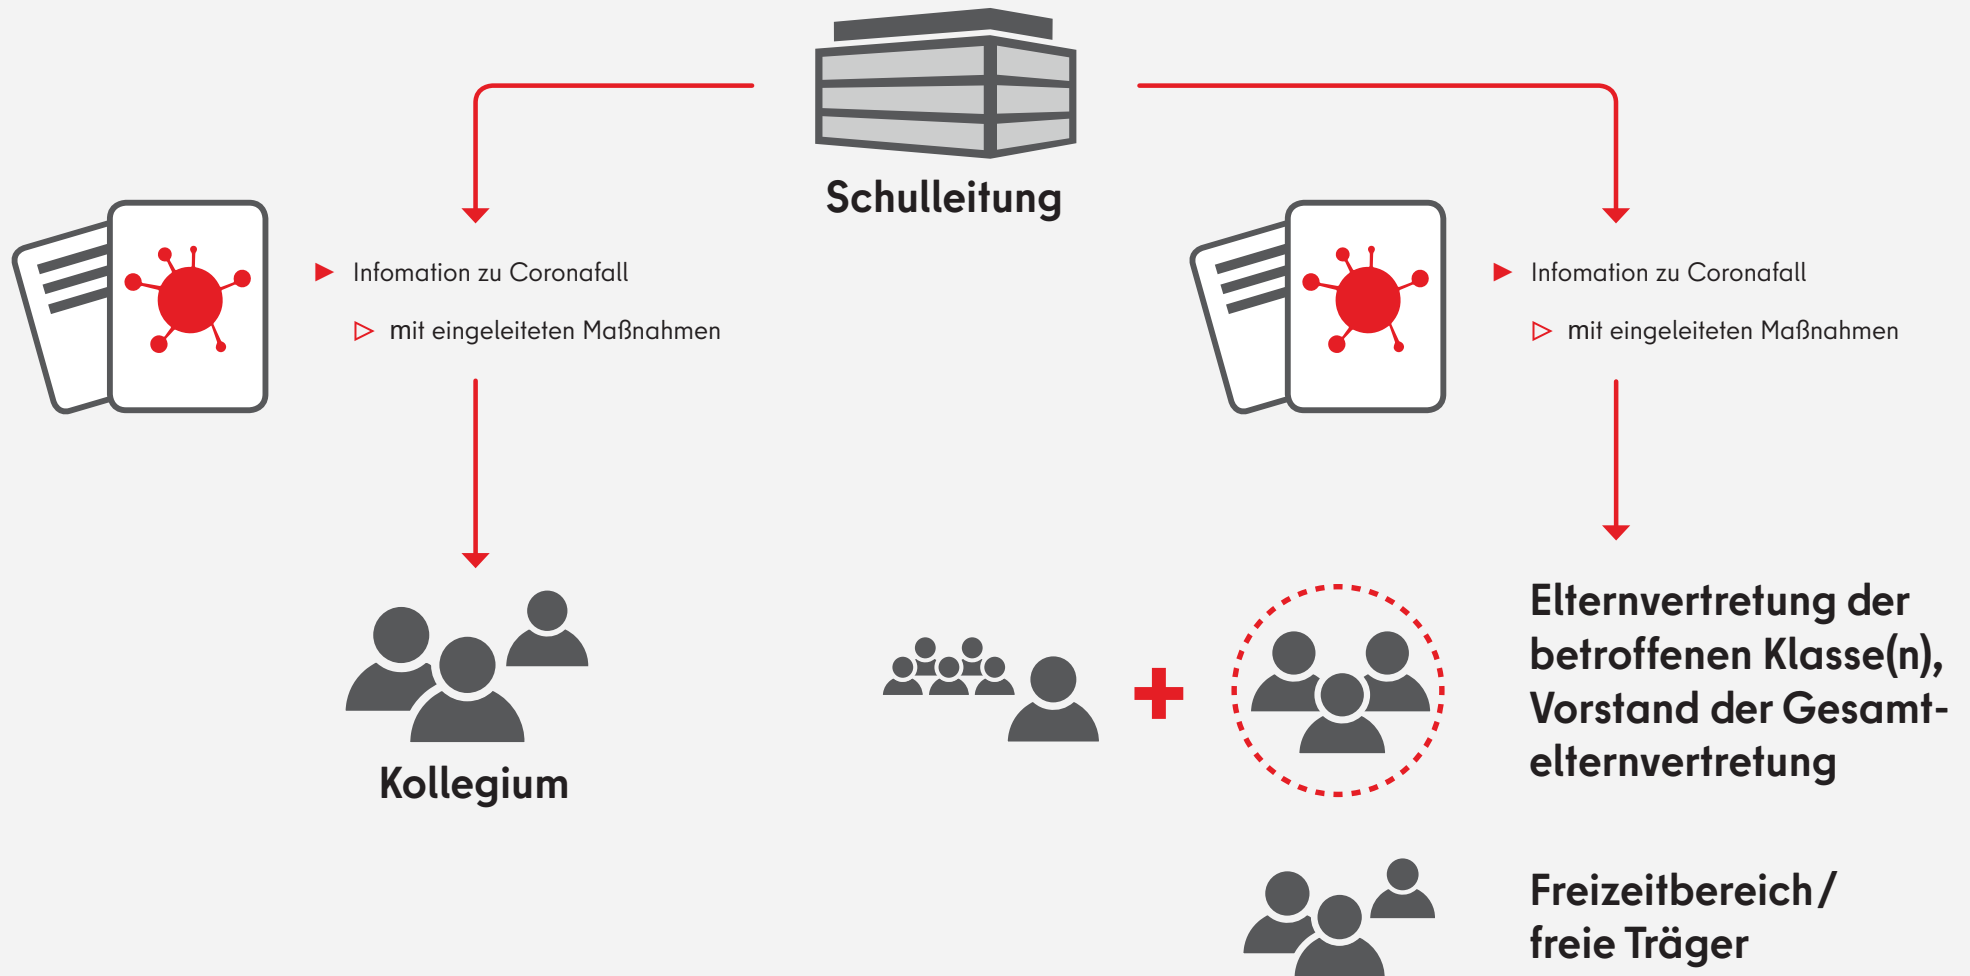 Schulleitung
Infomation zu Coronafall
mit eingeleiteten Maßnahmen
Infomation zu Coronafall
mit eingeleiteten Maßnahmen
Kollegium
Elternvertretung der
betroffenen Klasse(n),
Vorstand der Gesamt-
elternvertretung
Freizeitbereich/
freie Träger